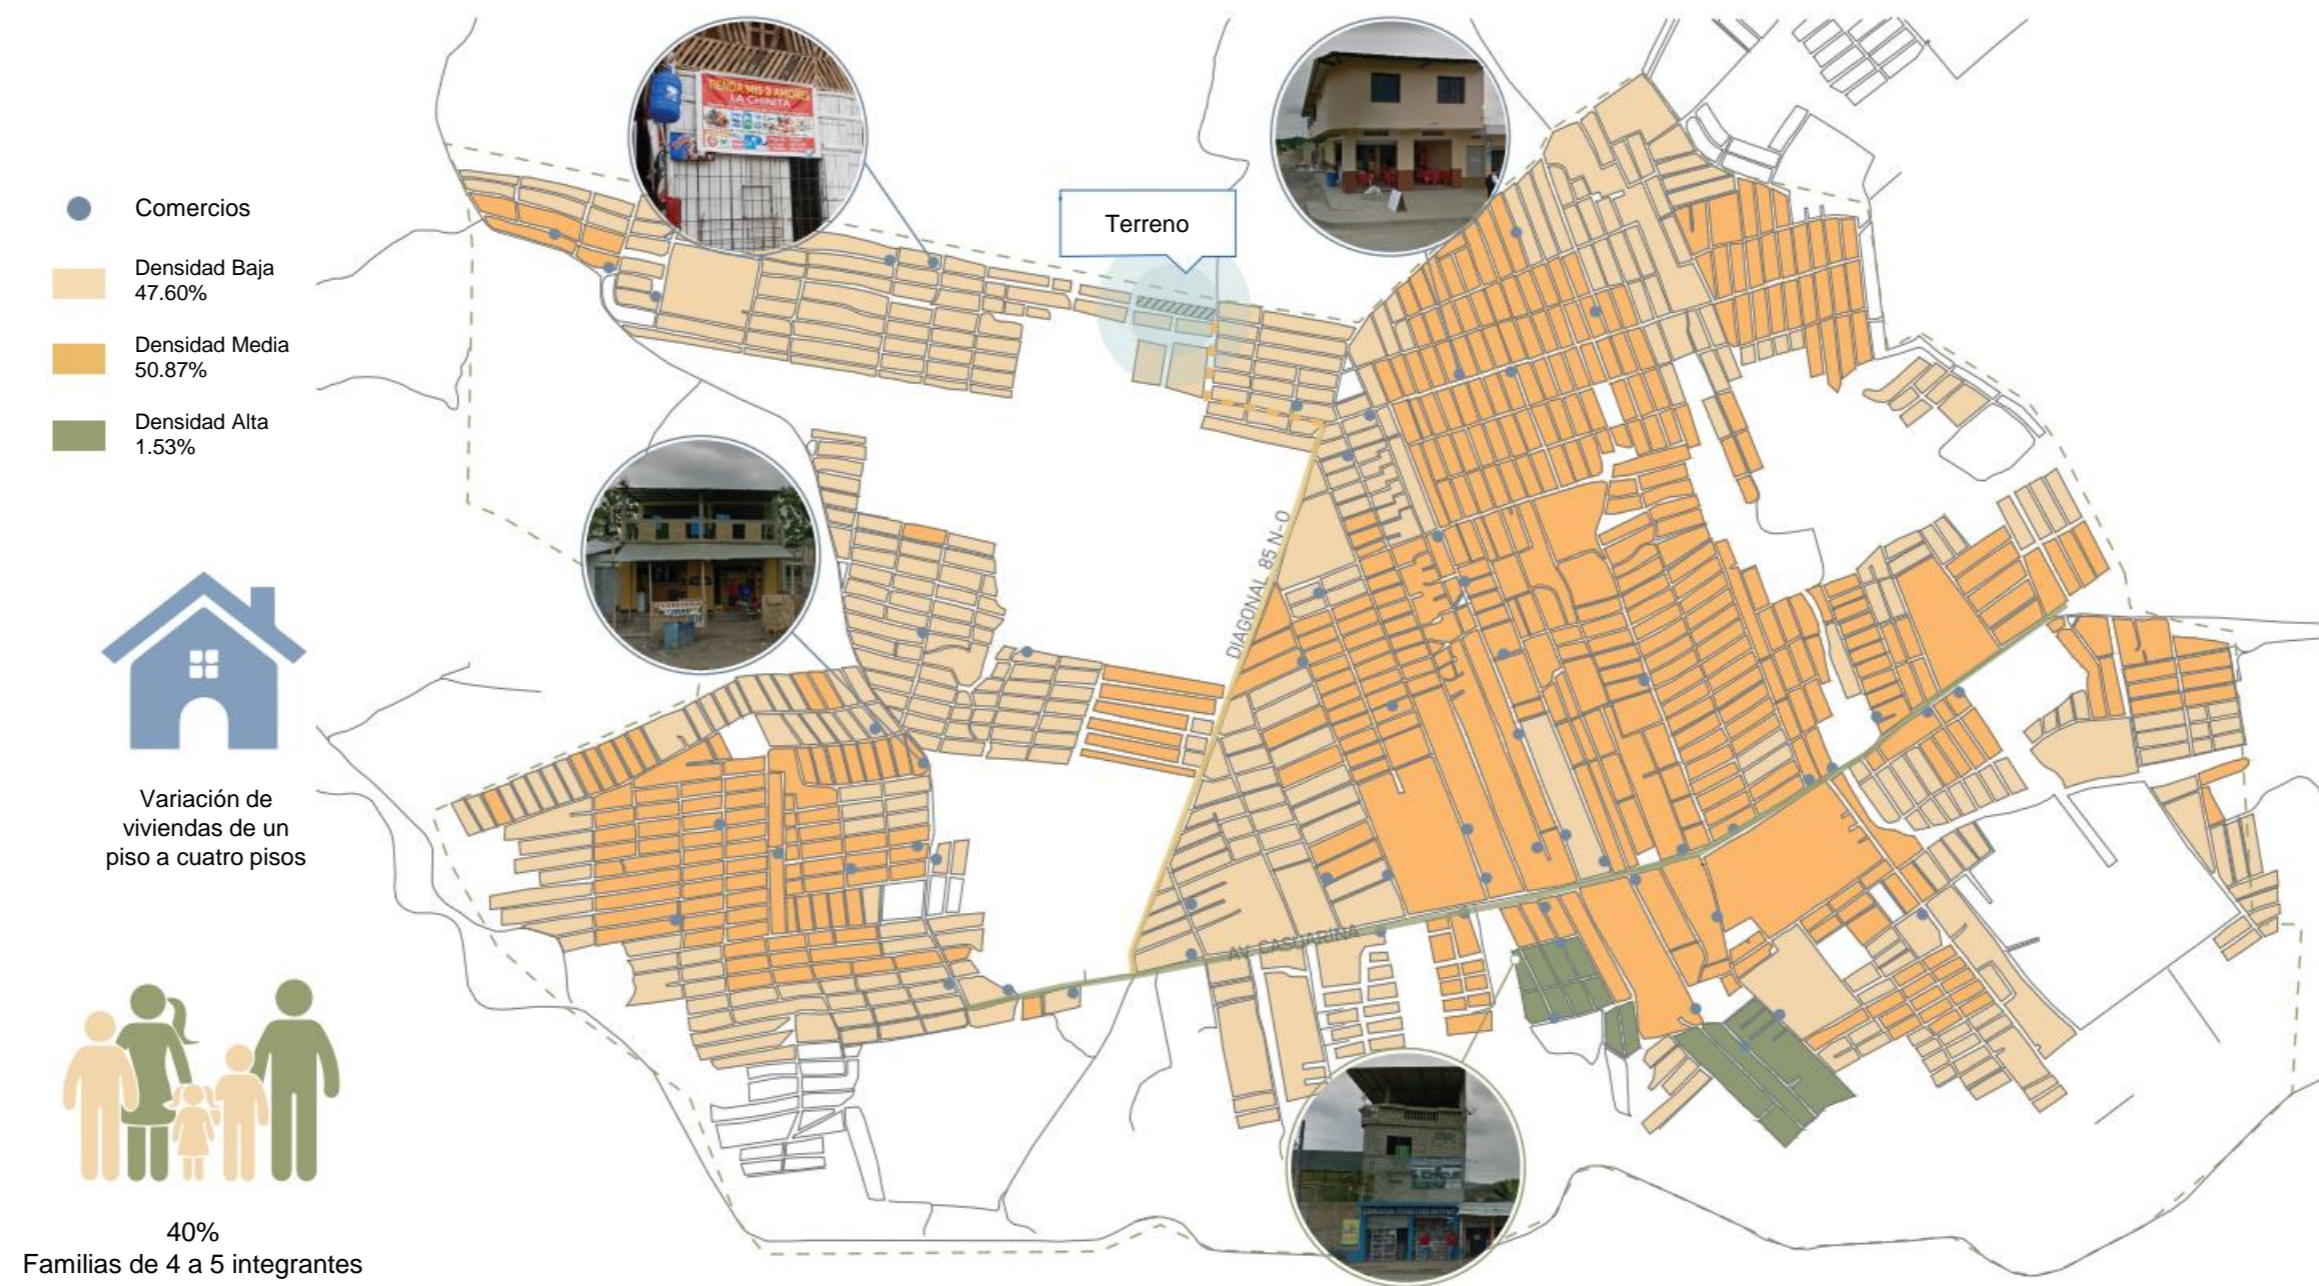 Comercios
Densidad Baja
47.60%
Densidad Media
50.87%
Densidad Alta
1.53%
Variación de
viviendas de un
piso a cuatro pisos
40%
Familias de 4 a 5 integrantes
TIENDA MIS 3 AMORES
LA CHINITA
Terreno
DIAGONAL 85 N-O
AV. CASUARINA